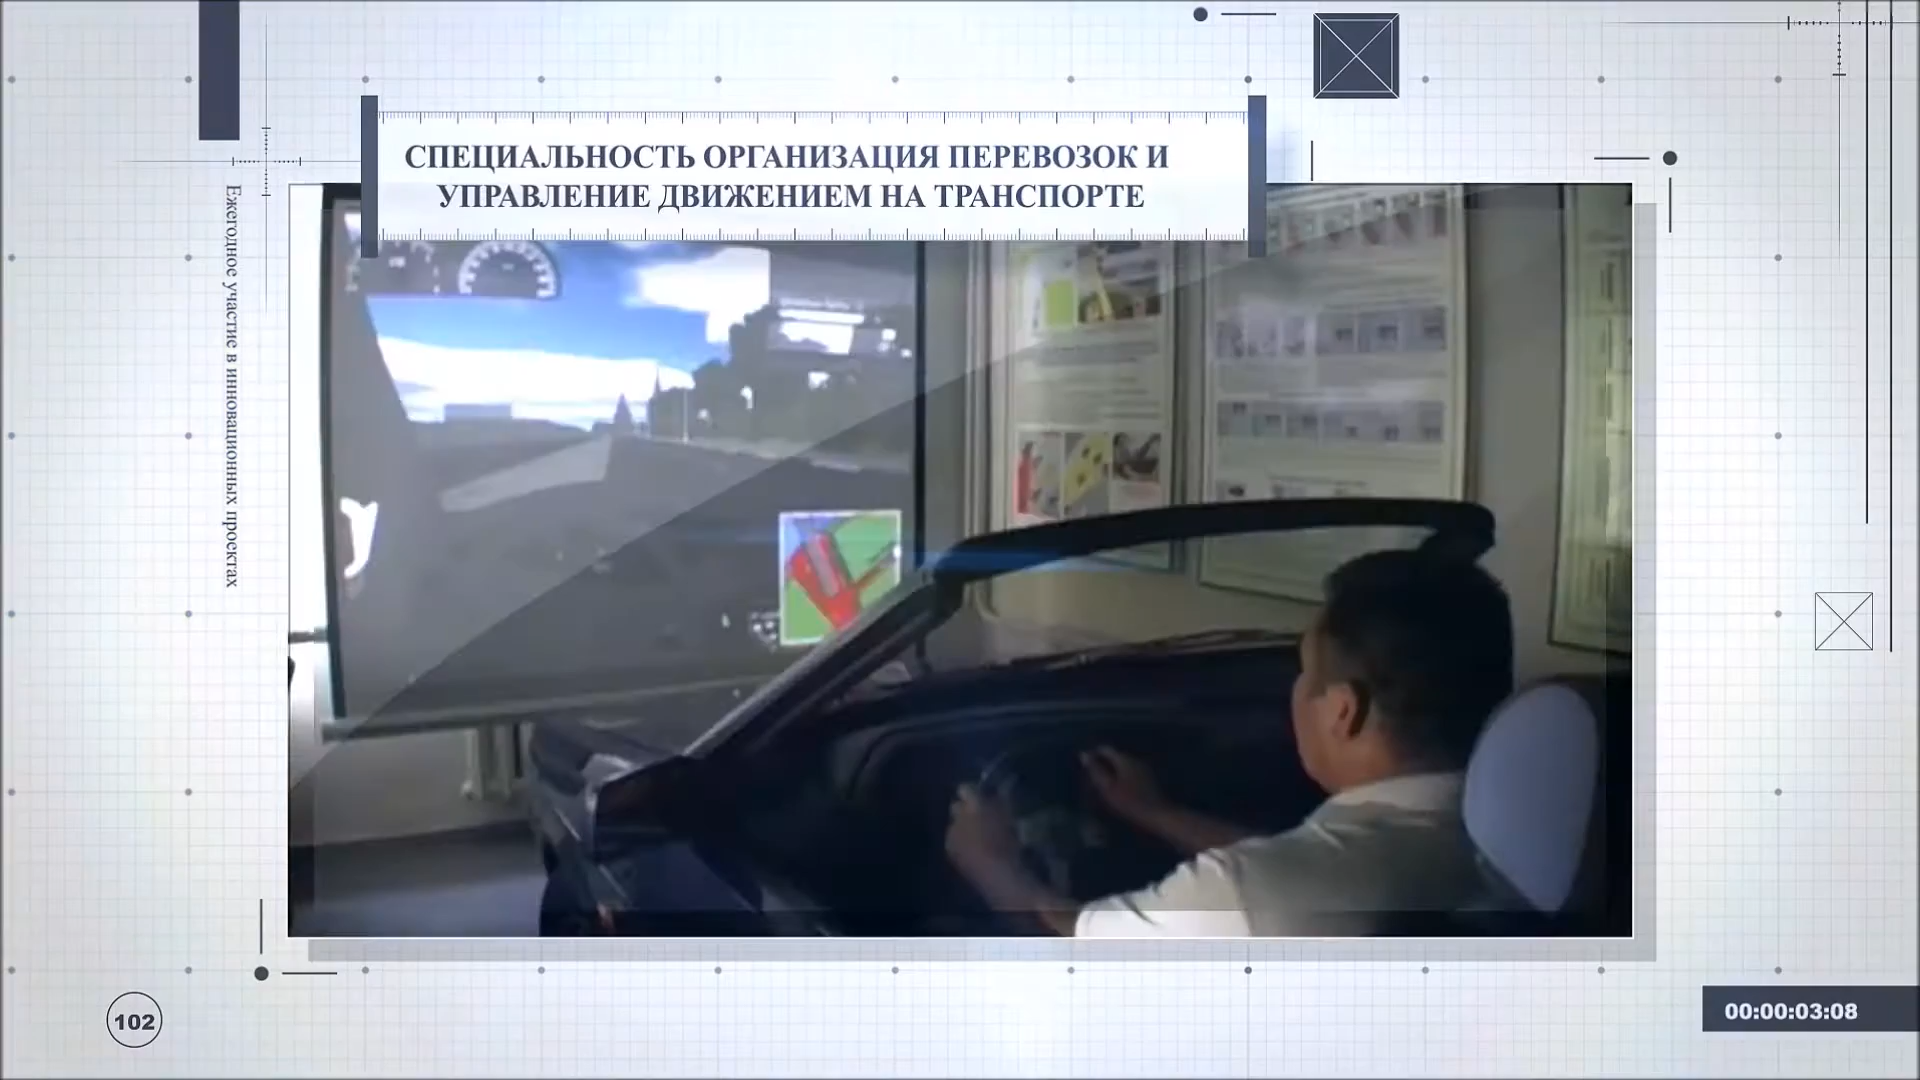 СПЕЦИАЛЬНОСТЬ ОРГАНИЗАЦИЯ ПЕРЕВОЗОК И
УПРАВЛЕНИЕ ДВИЖЕНИЕМ НА ТРАНСПОРТЕ
Ежегодное участие в инновационных проектах
102
00:00:03:08